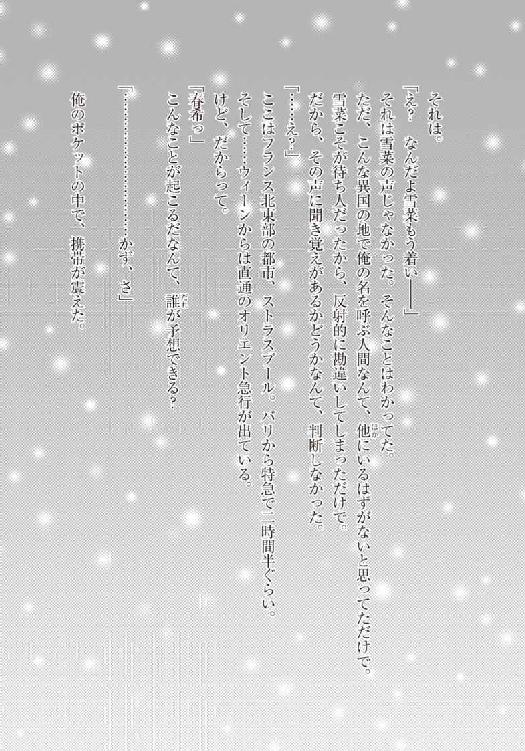 それは。
『え？　なんだよ雪菜もう着い――』
それは雪菜の声じゃなかった。そんなことはわかってた。
ただ、こんな異国の地で俺の名を呼ぶ人間なんて、他にいるはずがないと思ってただけで。
雪菜こそが待ち人だったから、反射的に勘違いしてしまっただけで。
だから、その声に聞き覚えがあるかどうかなんて、判断しなかった。
『……え？』
ここはフランス北東部の都市、ストラスブール。パリから特急で二時間半ぐらい。
そして……ウィーンからは直通のオリエント急行が出ている。
けど、だからって。
『春希っ』
こんなことが起こるだなんて、誰が予想できる？
『……………………………かず、さ』
俺のポケットの中で、携帯が震えた。